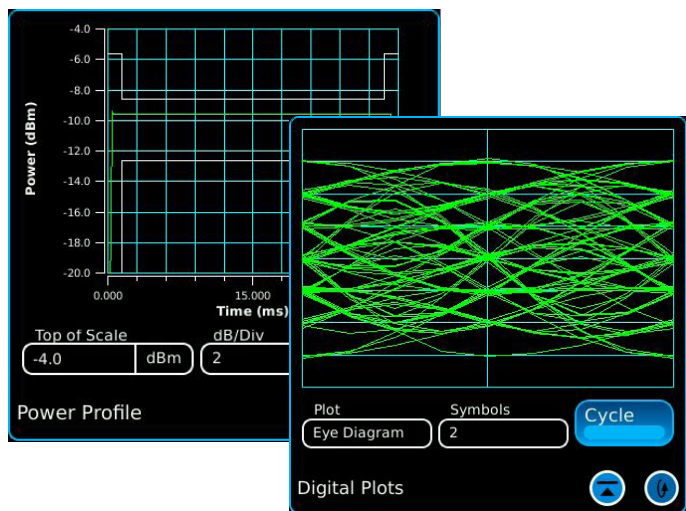 -4.0
-6.0
-8.0
-10.0
-12.0
-14.0
-16.0
-18.0
-20.0
Power (dBm)
0.000
15.000
Time (ms)
Top of Scale
dB/Div
-4.0
dBm
2
Power Profile
Plot
Symbols
Cycle
Eye Diagram
2
Digital Plots